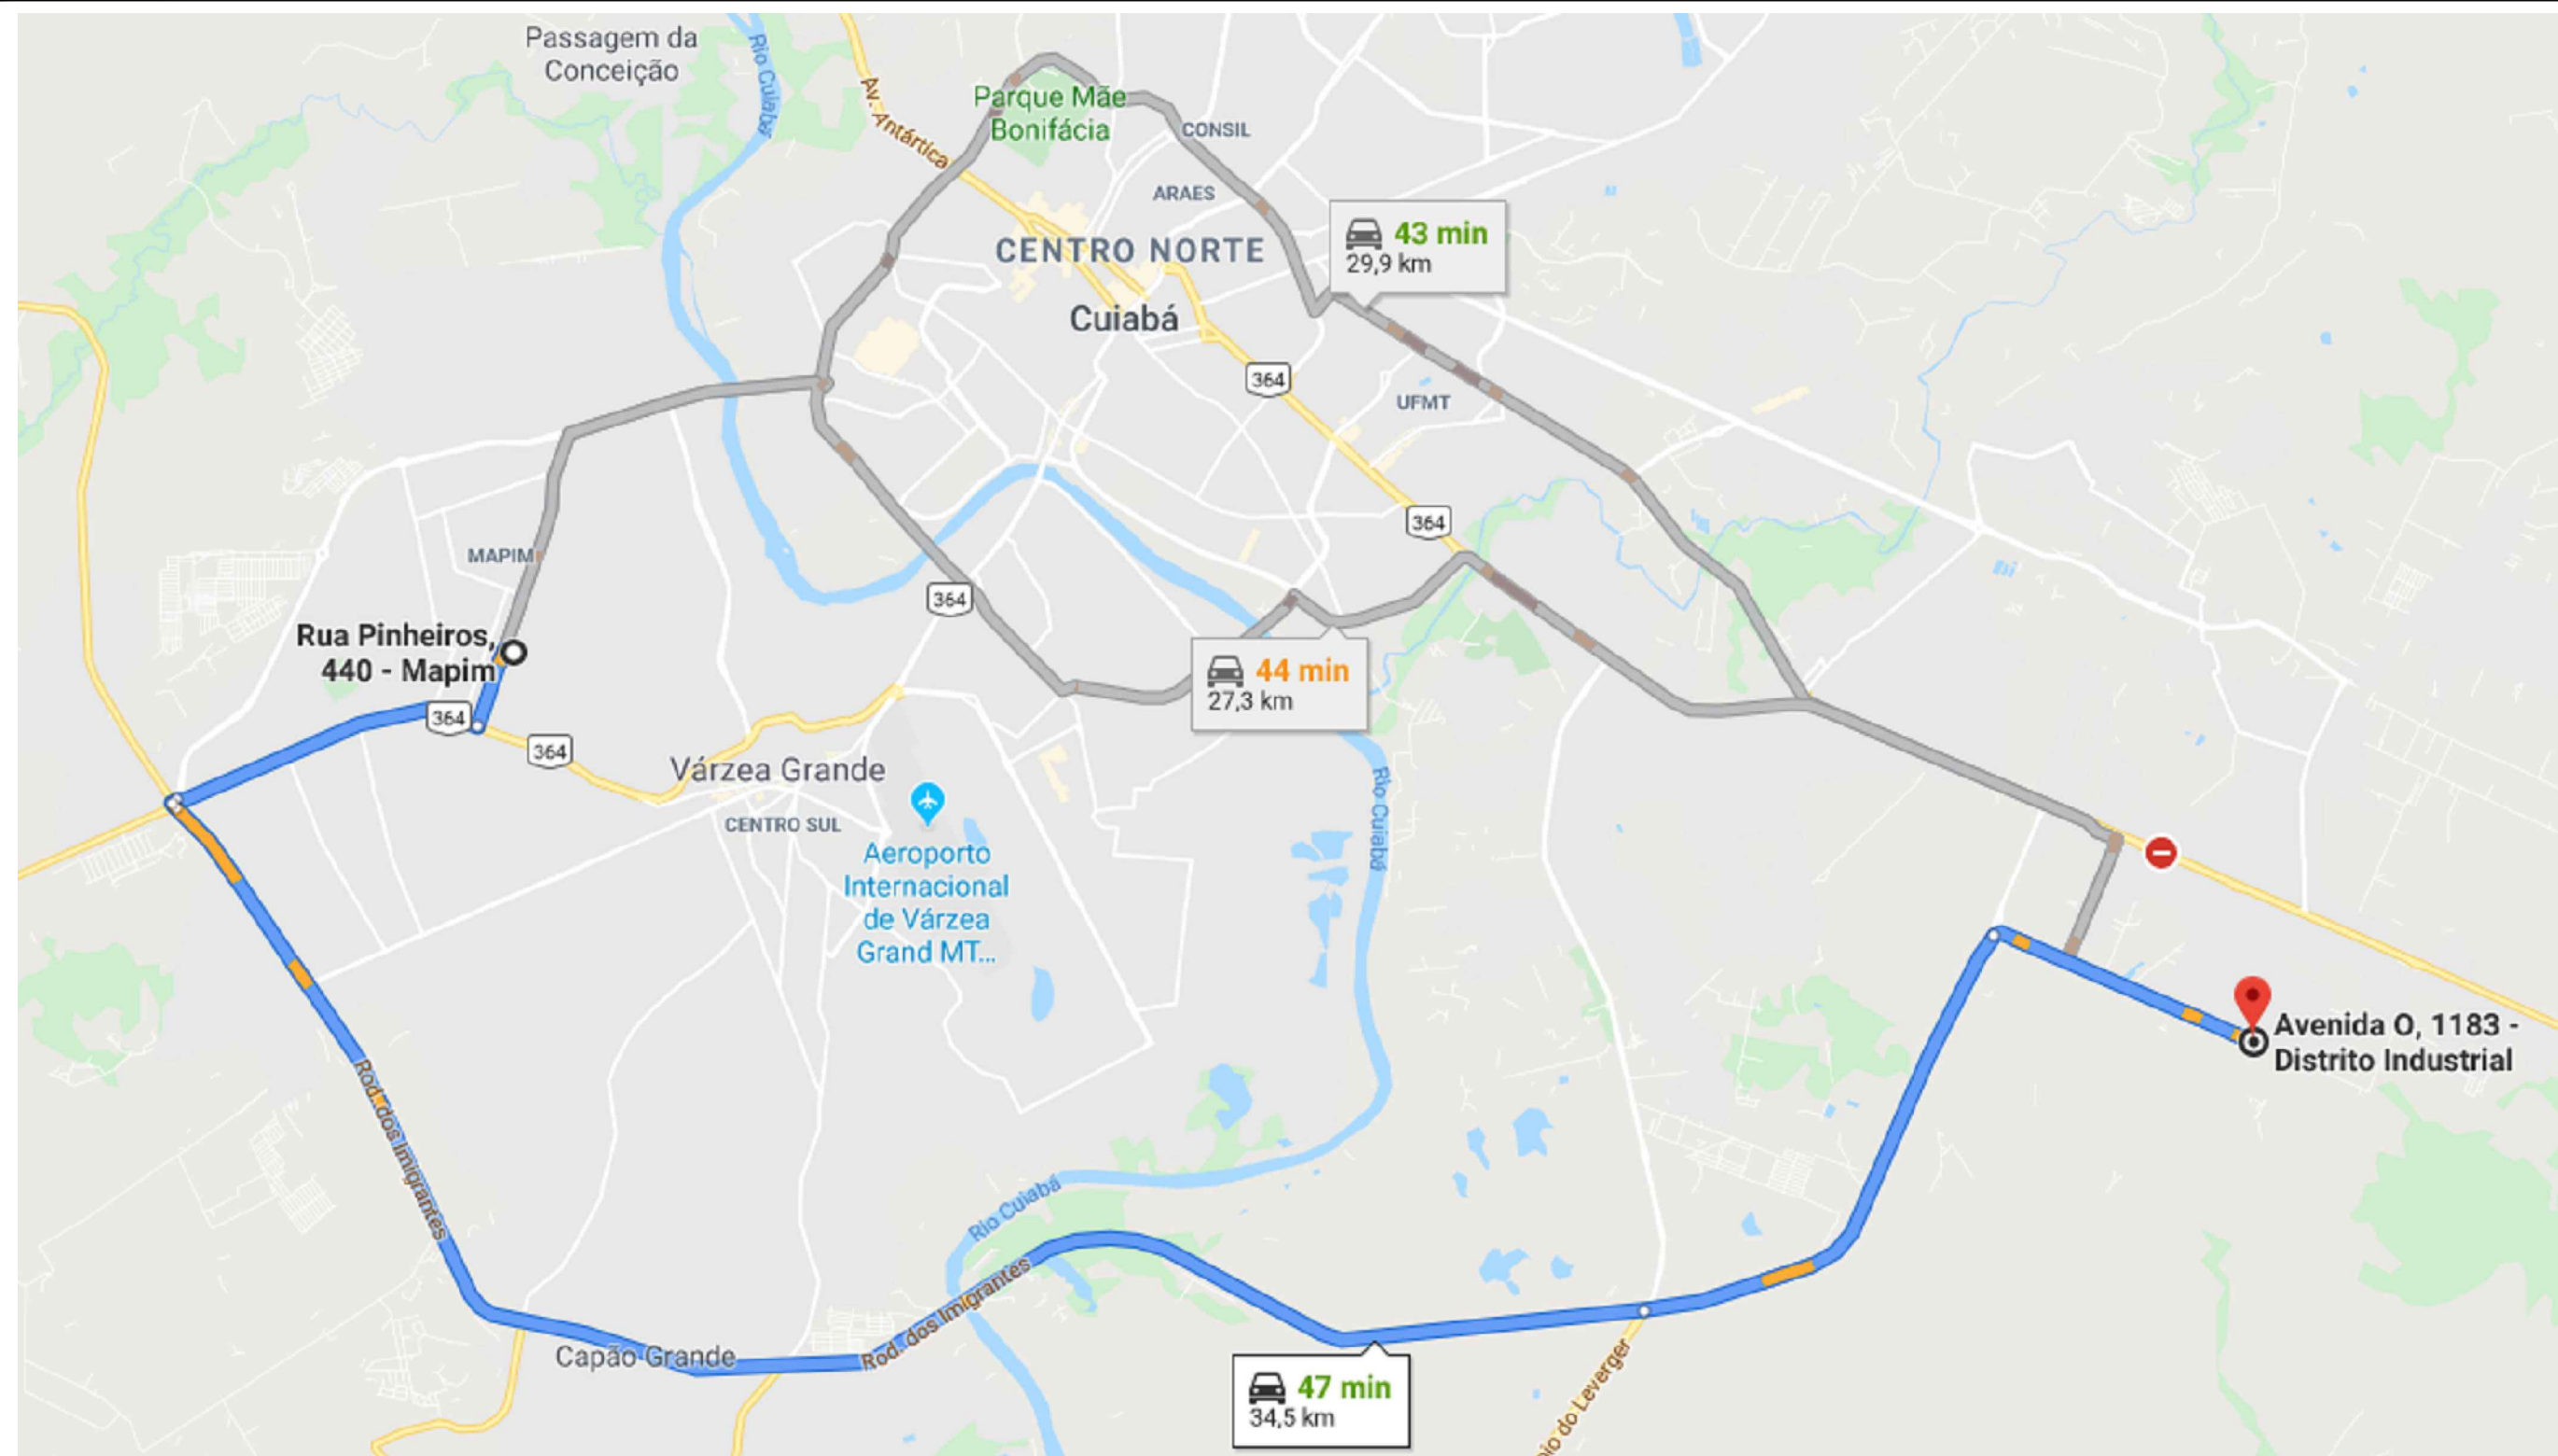 Passagem da
Conceição
Rio Cuiabá
Av. Antártica
Parque Mãe
Bonifácia
CONSIL
ARAES
CENTRO NORTE
Cuiabá
43 min
29,9 km
364
UFMT
364
MAPIM
364
Rua Pinheiros,
440 - Mapim
44 min
27,3 km
364
364
Várzea Grande
CENTRO SUL
Rio Cuiabá
Aeroporto
Internacional
de Várzea
Grand MT...
Avenida O, 1183 -
Distrito Industrial
Rod. dos Imigrantes
Rio Cuiabá
Rod. dos Imigrantes
Capão Grande
47 min
34,5 km
do Leverger